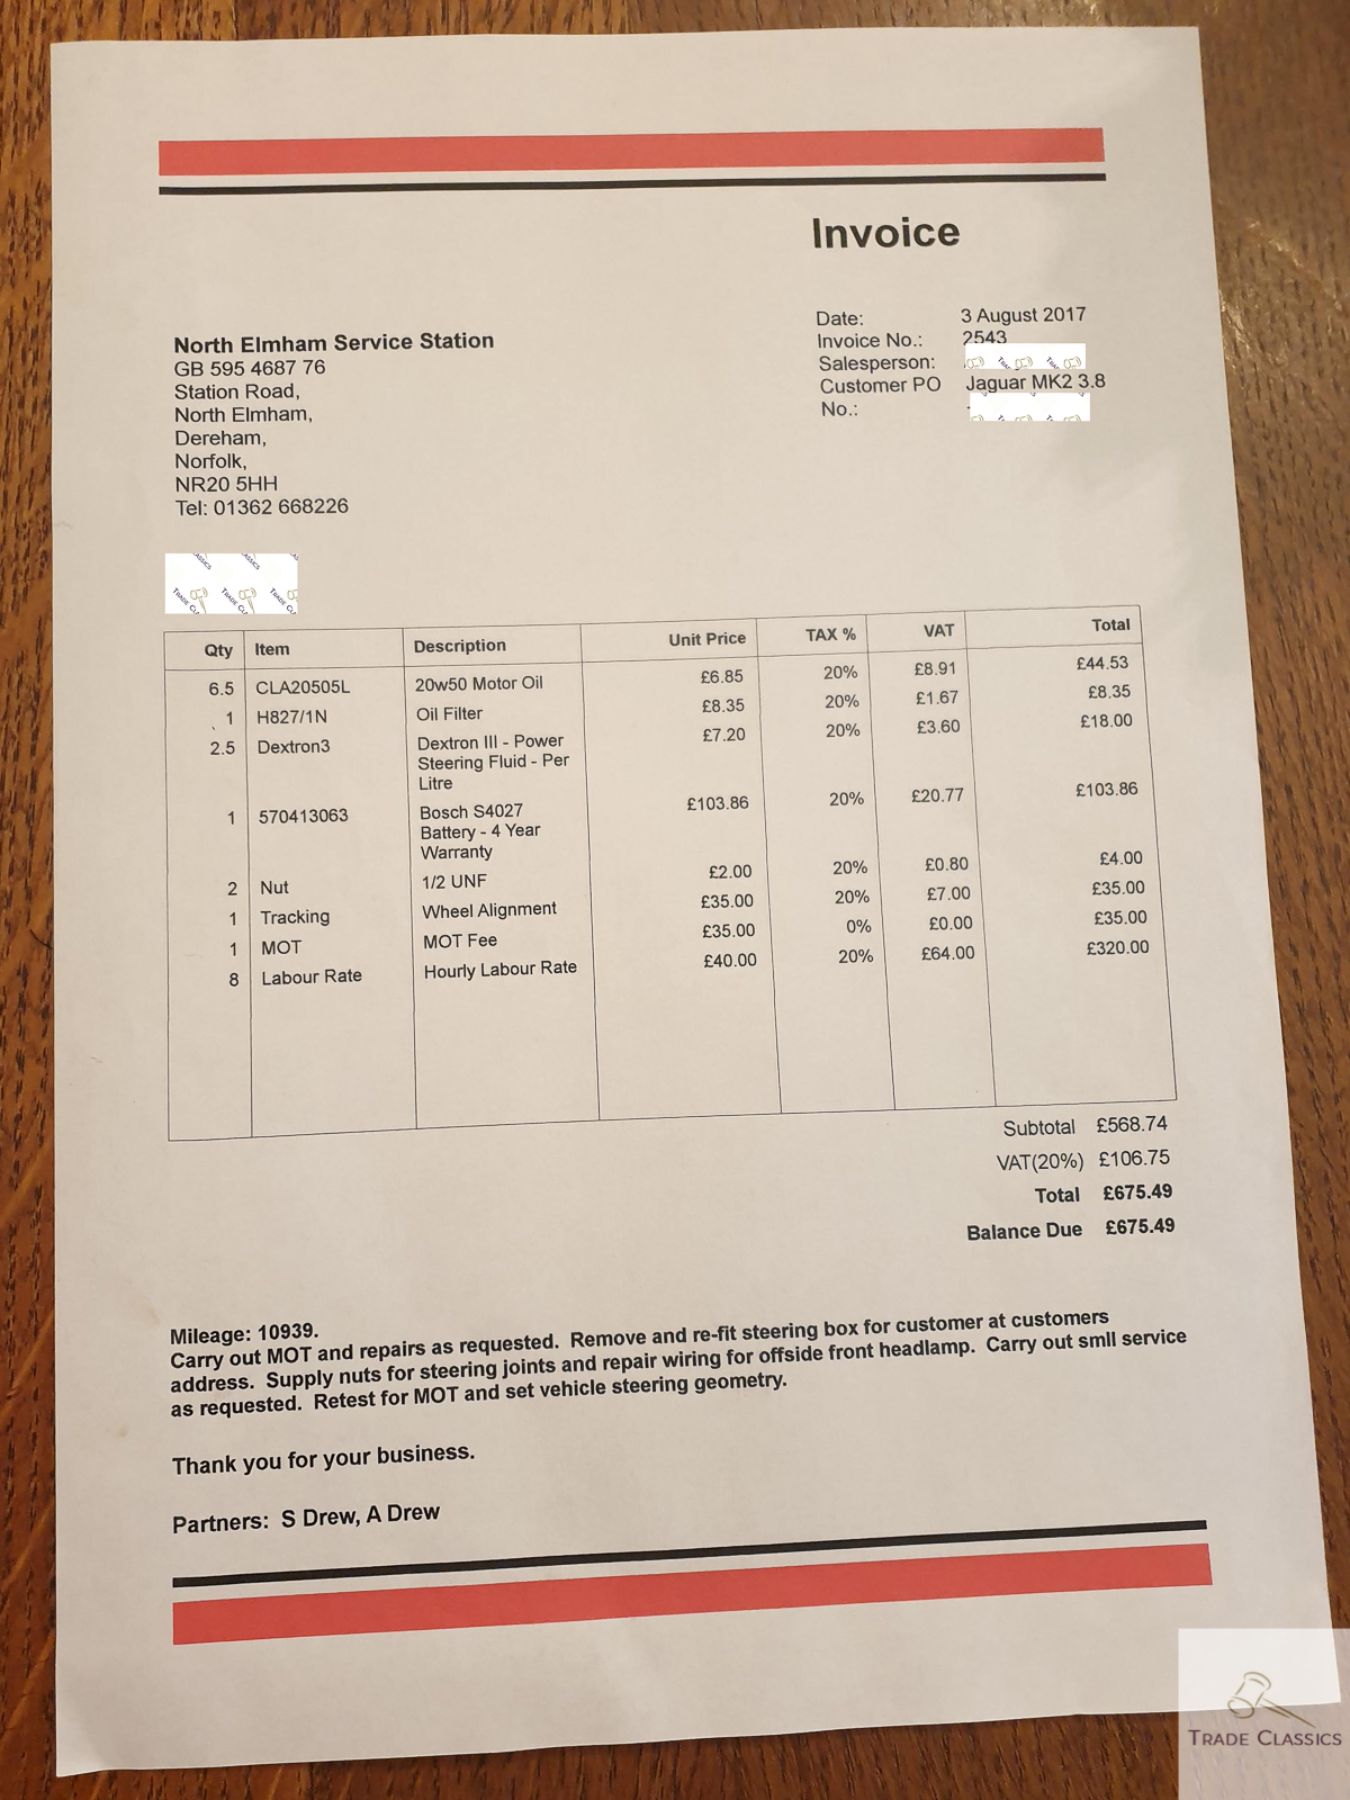 Invoice
Date: 3 August 2017
Invoice No.: 2543
Salesperson:
Customer PO Jaguar MK2 3.8
No.:
North Elmham Service Station
GB 595 4687 76
Station Road,
North Elmham,
Dereham,
Norfolk,
NR20 5HH
Tel: 01362 668226
Qty Item Description Unit Price TAX % VAT Total
6.5 CLA20505L 20w50 Motor Oil £6.85 20% £8.91 £44.53
1 H827/1N Oil Filter £8.35 20% £1.67 £8.35
2.5 Dextron3 Dextron III - Power £7.20 20% £3.60 £18.00
Steering Fluid - Per
Litre
1 570413063 Bosch S4027 £103.86 20% £20.77 £103.86
Battery - 4 Year
Warranty
2 Nut 1/2 UNF £2.00 20% £0.80 £4.00
1 Tracking Wheel Alignment £35.00 20% £7.00 £35.00
1 MOT MOT Fee £35.00 0% £0.00 £35.00
8 Labour Rate Hourly Labour Rate £40.00 20% £64.00 £320.00
Subtotal £568.74
VAT(20%) £106.75
Total £675.49
Balance Due £675.49
Mileage: 10939.
Carry out MOT and repairs as requested. Remove and re-fit steering box for customer at customers
address. Supply nuts for steering joints and repair wiring for offside front headlamp. Carry out smll service
as requested. Retest for MOT and set vehicle steering geometry.
Thank you for your business.
Partners: S Drew, A Drew
TRADE CLASSICS